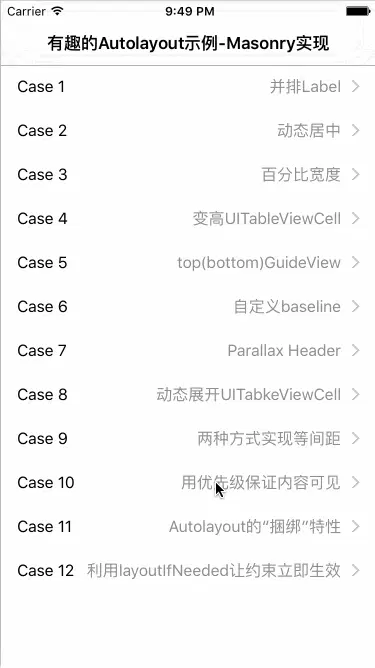 Carrier 9:49 PM
有趣的Autolayout示例-Masonry实现
Case 1 并排Label
Case 2 动态居中
Case 3 百分比宽度
Case 4 变高UITableViewCell
Case 5 top(bottom)GuideView
Case 6 自定义baseline
Case 7 Parallax Header
Case 8 动态展开UITabkeViewCell
Case 9 两种方式实现等间距
Case 10 用优先级保证内容可见
Case 11 Autolayout的“捆绑”特性
Case 12 利用layoutIfNeeded让约束立即生效